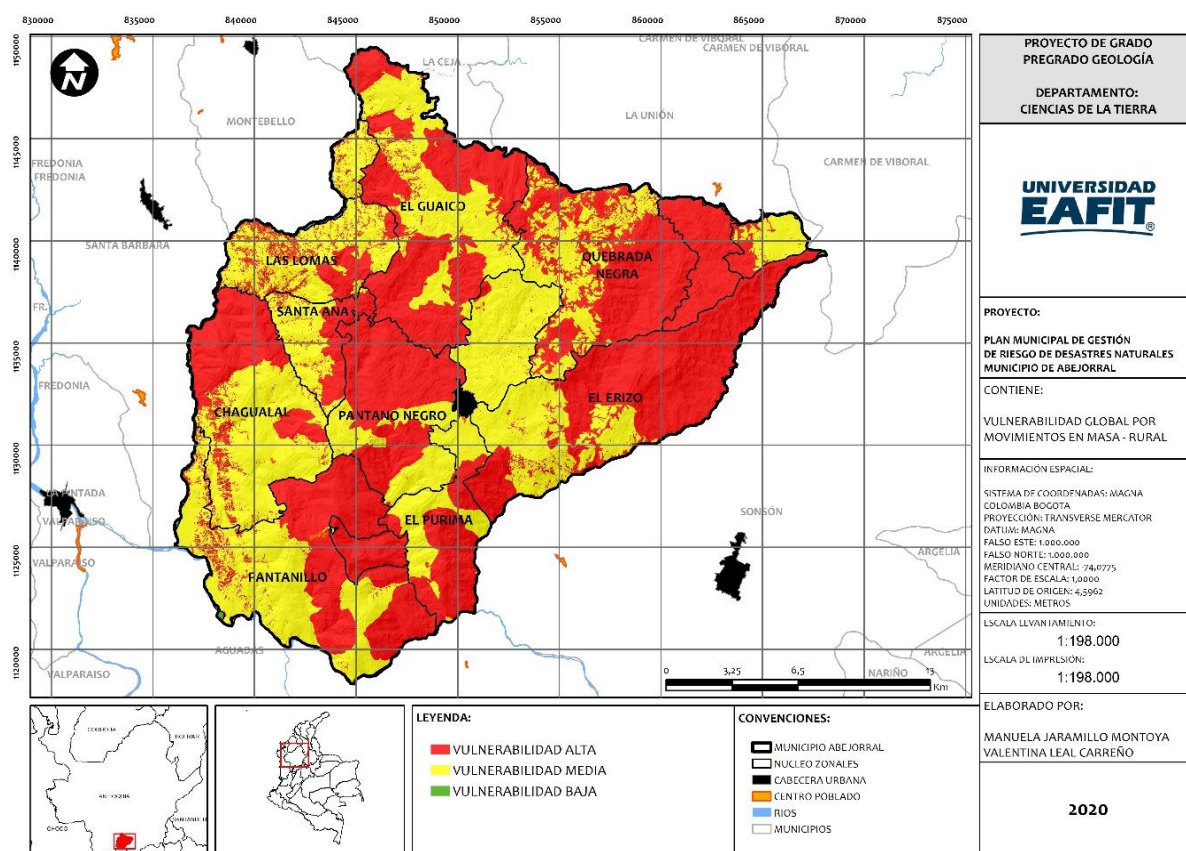 830000 835000 840000 845000 850000 855000 860000 865000 870000 875000
1150000
1145000
1140000
1135000
1130000
1125000
1120000
N
CARMEN DE VIBORAL
CARMEN DE VIBORAL
LA CEJA
MONTEBELLO
LA UNIÓN
FREDONIA
FREDONIA
CARMEN DE VIBORAL
EL GUAICO
SANTA BARBARA
LAS LOMAS
QUEBRADA
NEGRA
FR.
SANTA ANA
FREDONIA
EL ERIZO
CHAGUALAL
PANTANO NEGRO
LA PINTADA
VALPARAISO
SONSÓN
EL PURIMA
ARGELIA
VALPARAISO
PANTANILLO
AGUADAS
ARGELIA
VALPARAISO
NARIÑO
0 3,25 6,5 13
Km
PROYECTO DE GRADO
PREGRADO GEOLOGÍA
DEPARTAMENTO:
CIENCIAS DE LA TIERRA
UNIVERSIDAD
EAFIT®
PROYECTO:
PLAN MUNICIPAL DE GESTIÓN
DE RIESGO DE DESASTRES NATURALES
MUNICIPIO DE ABEJORRAL
CONTIENE:
VULNERABILIDAD GLOBAL POR
MOVIMIENTOS EN MASA - RURAL
INFORMACIÓN ESPACIAL:
SISTEMA DE COORDENADAS: MAGNA
COLOMBIA BOGOTA
PROYECCIÓN: TRANSVERSE MERCATOR
DATUM: MAGNA
FALSO ESTE: 1.000.000
FALSO NORTE: 1.000.000
MERIDIANO CENTRAL: -74,0775
FACTOR DE ESCALA: 1,0000
LATITUD DE ORIGEN: 4,5962
UNIDADES: METROS
ESCALA LEVANTAMIENTO:
1:198.000
ESCALA DE IMPRESIÓN:
1:198.000
ELABORADO POR:
MANUELA JARAMILLO MONTOYA
VALENTINA LEAL CARREÑO
2020
CORDOBA
BOLIVAR
ANTIOQUIA
CHOCO
LEYENDA:
VULNERABILIDAD ALTA
VULNERABILIDAD MEDIA
VULNERABILIDAD BAJA
CONVENCIONES:
MUNICIPIO ABEJORRAL
NUCLEO ZONALES
CABECERA URBANA
CENTRO POBLADO
RIOS
MUNICIPIOS